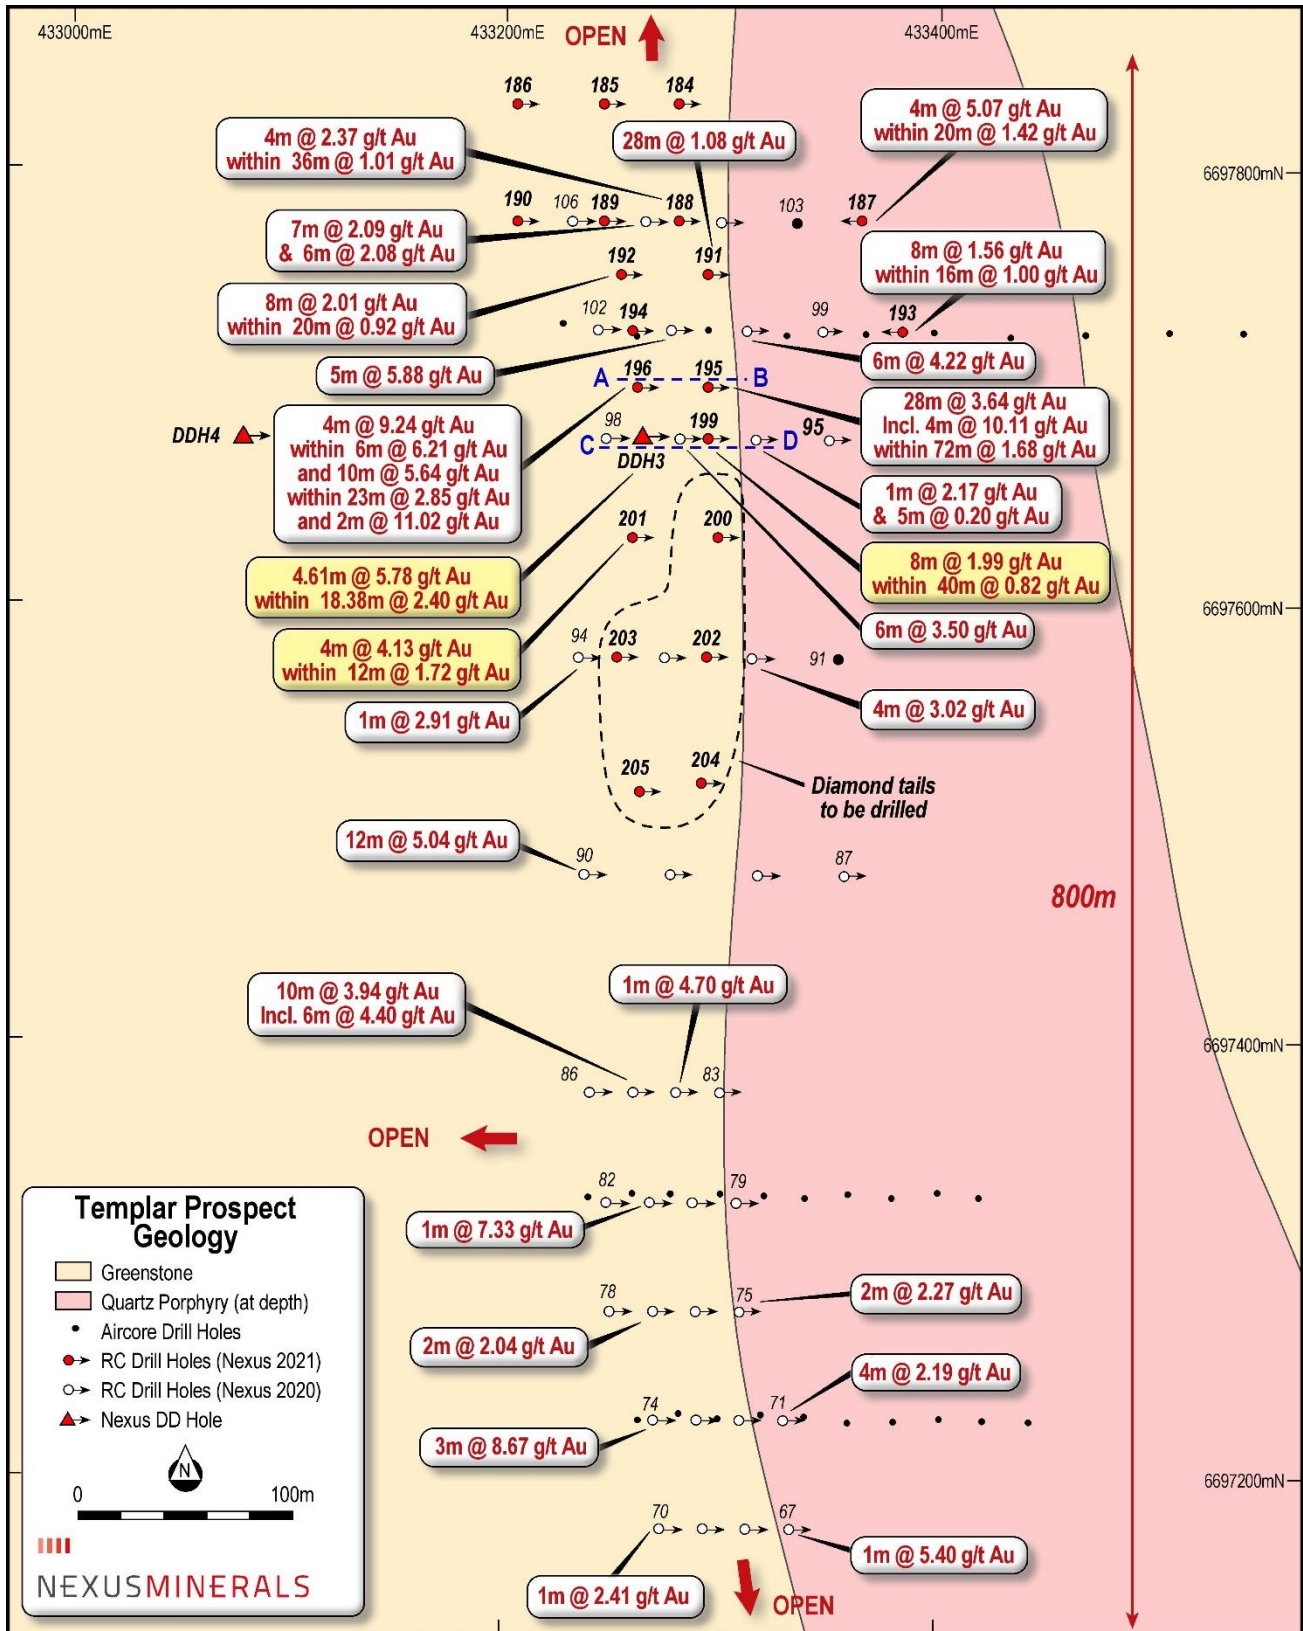 433000mE
433200mE
433400mE
OPEN
186
185
184
4m @ 2.37 g/t Au
within  36m @ 1.01 g/t Au
28m @ 1.08 g/t Au
4m @ 5.07 g/t Au
within 20m @ 1.42 g/t Au
6697800mN
190
106
189
188
103
187
7m @ 2.09 g/t Au
&  6m @ 2.08 g/t Au
192
191
8m @ 1.56 g/t Au
within 16m @ 1.00 g/t Au
8m @ 2.01 g/t Au
within  20m @ 0.92 g/t Au
102
194
99
193
5m @ 5.88 g/t Au
6m @ 4.22 g/t Au
A
196
195
B
DDH4
4m @ 9.24 g/t Au
within  6m @ 6.21 g/t Au
and 10m @ 5.64 g/t Au
within 23m @ 2.85 g/t Au
and 2m @ 11.02 g/t Au
28m @ 3.64 g/t Au
Incl. 4m @ 10.11 g/t Au
within 72m @ 1.68 g/t Au
98
199
95
C
D
DDH3
1m @ 2.17 g/t Au
& 5m @ 0.20 g/t Au
201
200
4.61m @ 5.78 g/t Au
within 18.38m @ 2.40 g/t Au
8m @ 1.99 g/t Au
within  40m @ 0.82 g/t Au
6697600mN
6m @ 3.50 g/t Au
4m @ 4.13 g/t Au
within 12m @ 1.72 g/t Au
94
203
202
91
1m @ 2.91 g/t Au
4m @ 3.02 g/t Au
205
204
Diamond tails
to be drilled
12m @ 5.04 g/t Au
90
87
800m
10m @ 3.94 g/t Au
Incl. 6m @ 4.40 g/t Au
1m @ 4.70 g/t Au
6697400mN
86
83
OPEN
82
79
1m @ 7.33 g/t Au
78
75
2m @ 2.27 g/t Au
2m @ 2.04 g/t Au
74
71
4m @ 2.19 g/t Au
3m @ 8.67 g/t Au
6697200mN
70
67
1m @ 5.40 g/t Au
1m @ 2.41 g/t Au
OPEN
Templar Prospect
Geology
Greenstone
Quartz Porphyry (at depth)
Aircore Drill Holes
RC Drill Holes (Nexus 2021)
RC Drill Holes (Nexus 2020)
Nexus DD Hole
N
0
100m
NEXUSMINERALS